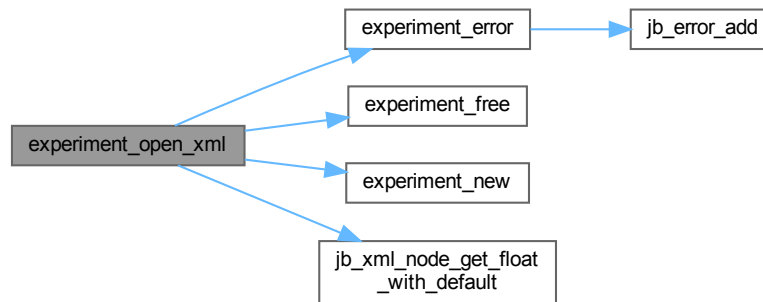 experiment_error
jb_error_add
experiment_free
experiment_open_xml
experiment_new
jb_xml_node_get_float
_with_default